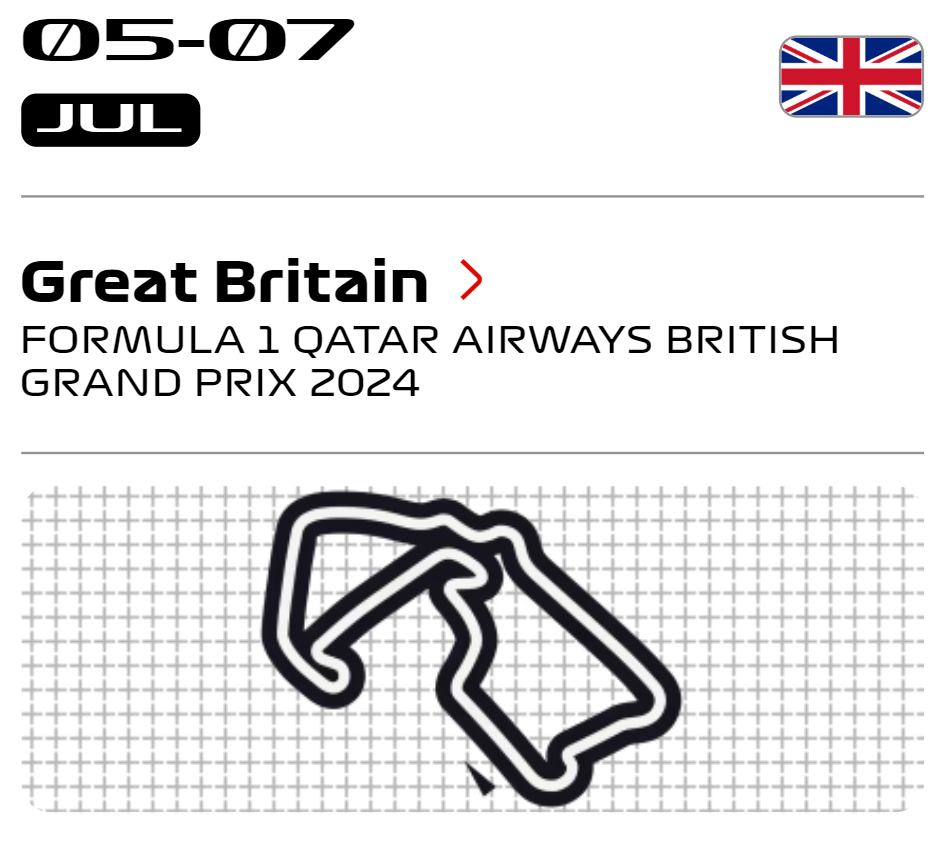 05-07
JUL
Great Britain
FORMULA 1 QATAR AIRWAYS BRITISH
GRAND PRIX 2024